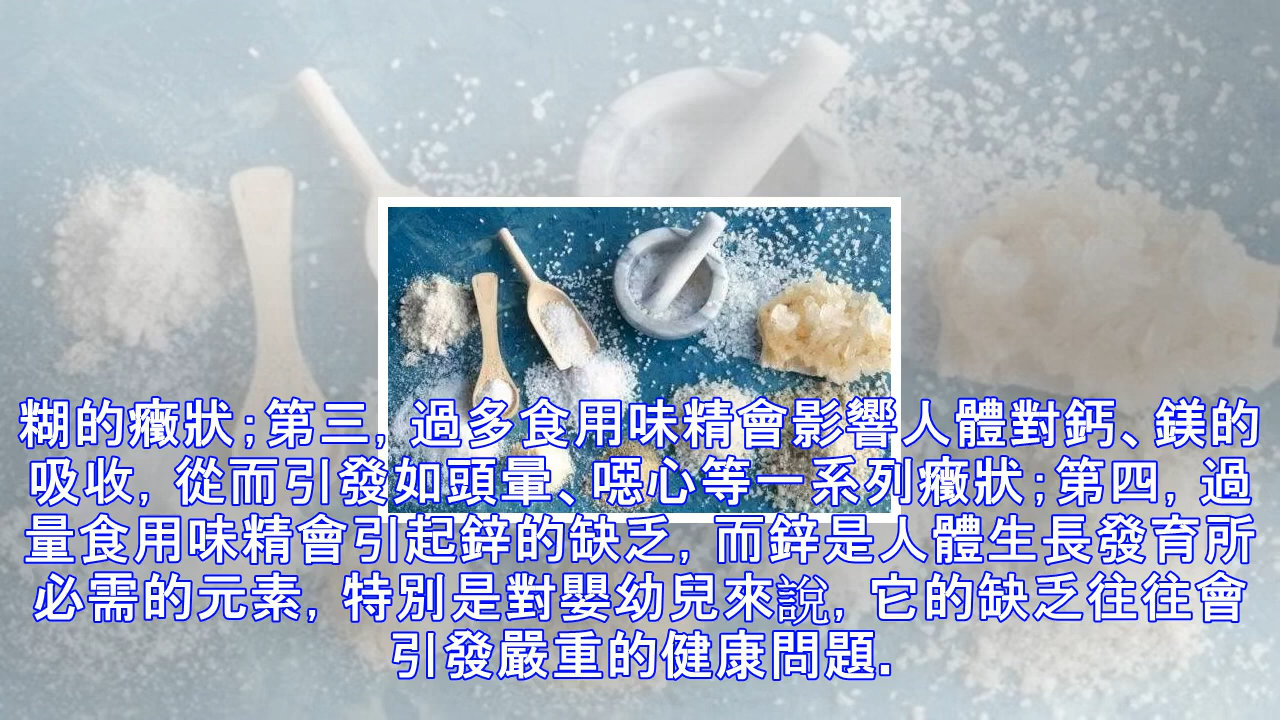 糊的癥狀;第三, 過多食用味精會影響人體對鈣、鎂的
吸收, 從而引發如頭暈、噁心等一系列癥狀;第四, 過
量食用味精會引起鋅的缺乏, 而鋅是人體生長發育所
必需的元素, 特別是對嬰幼兒來說, 它的缺乏往往會
引發嚴重的健康問題.